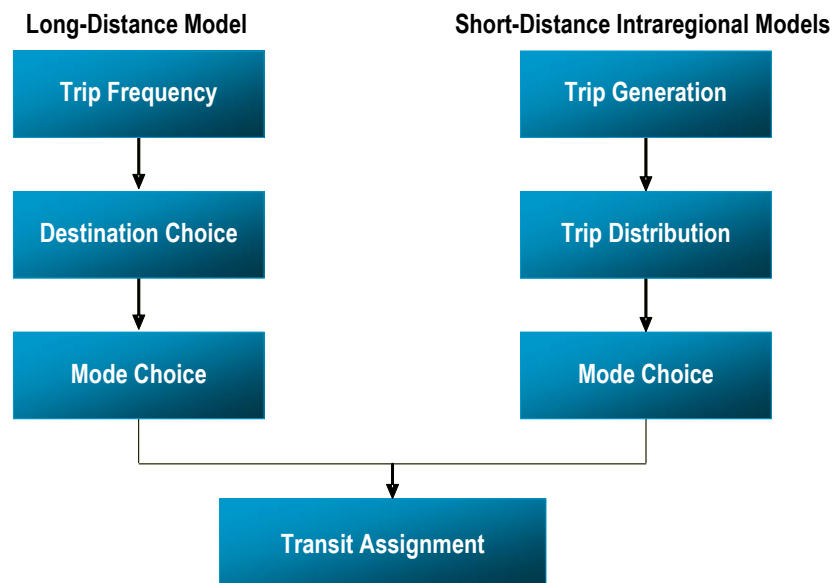 Long-Distance Model
Short-Distance Intraregional Models
Trip Frequency
Trip Generation
Destination Choice
Trip Distribution
Mode Choice
Mode Choice
Transit Assignment